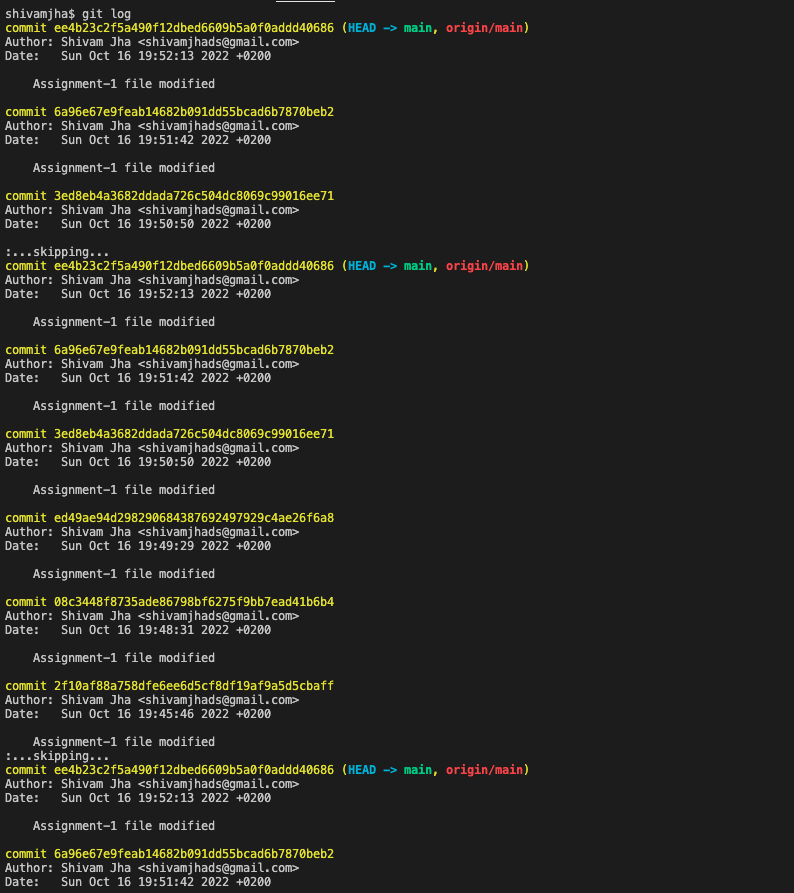 shivamjha$ git log
commit ee4b23c2f5a490f12dbed6609b5a0f0addd40686 (HEAD -> main, origin/main)
Author: Shivam Jha <shivamjhads@gmail.com>
Date:   Sun Oct 16 19:52:13 2022 +0200
Assignment-1 file modified
commit 6a96e67e9feab14682b091dd55bcad6b7870beb2
Author: Shivam Jha <shivamjhads@gmail.com>
Date:   Sun Oct 16 19:51:42 2022 +0200
Assignment-1 file modified
commit 3ed8eb4a3682ddada726c504dc8069c99016ee71
Author: Shivam Jha <shivamjhads@gmail.com>
Date:   Sun Oct 16 19:50:50 2022 +0200
:...skipping...
commit ee4b23c2f5a490f12dbed6609b5a0f0addd40686 (HEAD -> main, origin/main)
Author: Shivam Jha <shivamjhads@gmail.com>
Date:   Sun Oct 16 19:52:13 2022 +0200
Assignment-1 file modified
commit 6a96e67e9feab14682b091dd55bcad6b7870beb2
Author: Shivam Jha <shivamjhads@gmail.com>
Date:   Sun Oct 16 19:51:42 2022 +0200
Assignment-1 file modified
commit 3ed8eb4a3682ddada726c504dc8069c99016ee71
Author: Shivam Jha <shivamjhads@gmail.com>
Date:   Sun Oct 16 19:50:50 2022 +0200
Assignment-1 file modified
commit ed49ae94d298290684387692497929c4ae26f6a8
Author: Shivam Jha <shivamjhads@gmail.com>
Date:   Sun Oct 16 19:49:29 2022 +0200
Assignment-1 file modified
commit 08c3448f8735ade86798bf6275f9bb7ead41b6b4
Author: Shivam Jha <shivamjhads@gmail.com>
Date:   Sun Oct 16 19:48:31 2022 +0200
Assignment-1 file modified
commit 2f10af88a758dfe6ee6d5cf8df19af9a5d5cbaff
Author: Shivam Jha <shivamjhads@gmail.com>
Date:   Sun Oct 16 19:45:46 2022 +0200
Assignment-1 file modified
:...skipping...
commit ee4b23c2f5a490f12dbed6609b5a0f0addd40686 (HEAD -> main, origin/main)
Author: Shivam Jha <shivamjhads@gmail.com>
Date:   Sun Oct 16 19:52:13 2022 +0200
Assignment-1 file modified
commit 6a96e67e9feab14682b091dd55bcad6b7870beb2
Author: Shivam Jha <shivamjhads@gmail.com>
Date:   Sun Oct 16 19:51:42 2022 +0200